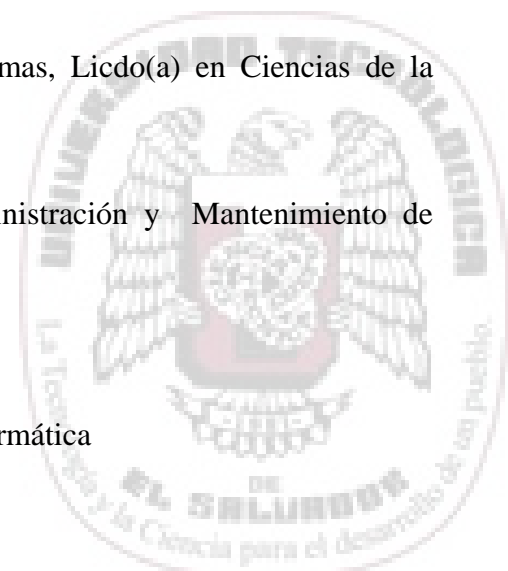 mas, Licdo(a) en Ciencias de la
UNIVERSIDAD TECNOLOGICA
inistración y Mantenimiento de
rmática
DE
EL SALVADOR
La Tecnología y la Ciencia para el desarrollo de un pueblo.